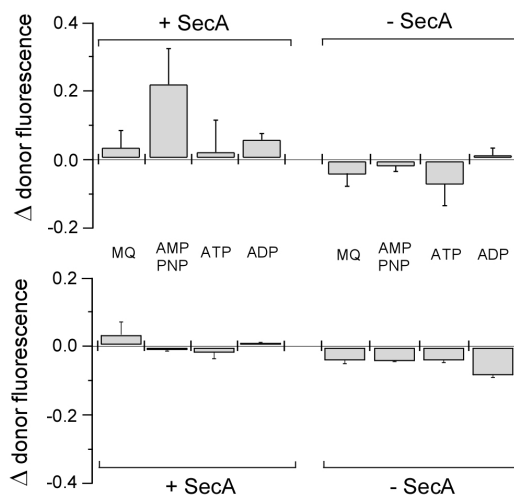 + SecA - SecA
Δ donor fluorescence
0.4
0.2
0.0
-0.2
MQ AMP PNP ATP ADP MQ AMP PNP ATP ADP
Δ donor fluorescence
0.2
0.0
-0.2
-0.4
+ SecA - SecA